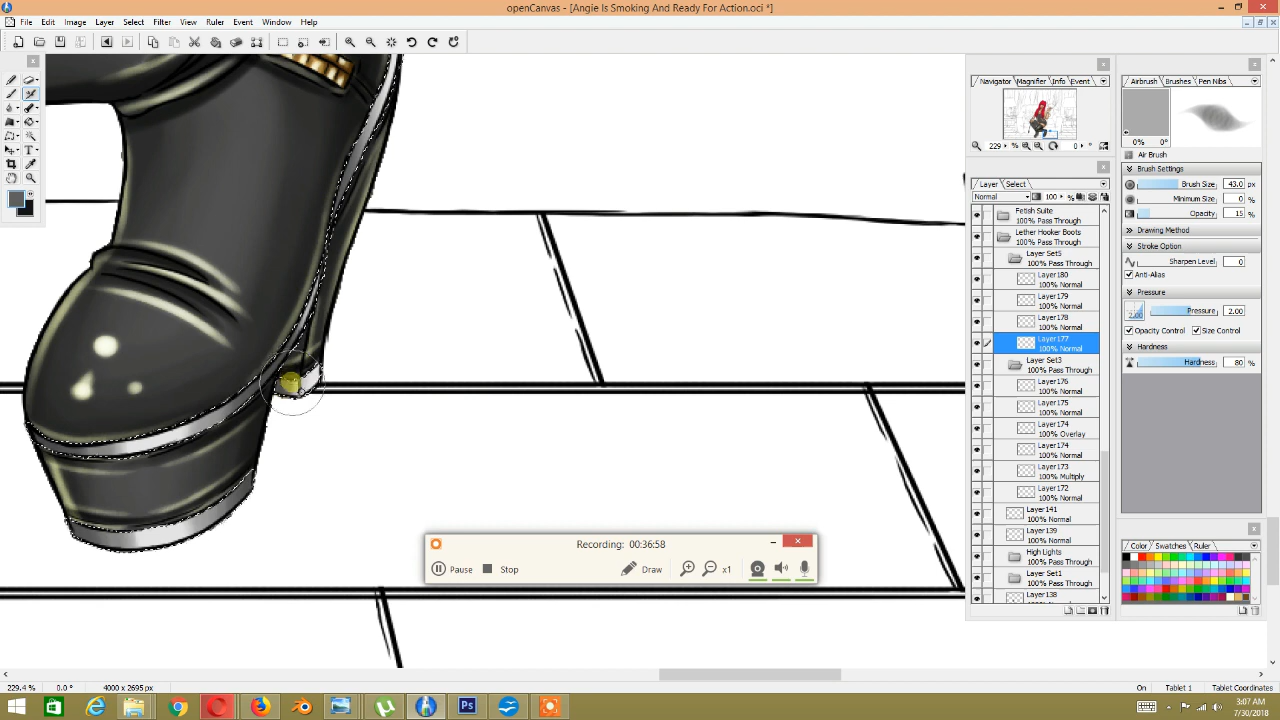 openCanvas - [Angie Is Smoking And Ready For Action.oci *]
File Edit View Image Layer Select Filter View Ruler Event Window Help
Navigator Magnifier Info Event
Airbrush Brushes Pen Nibs
0% 0°
Air Brush
229 % 0 °
Brush Settings
Brush Size 43.0 px
Minimum Size 0 %
Opacity 15 %
Drawing Method
Stroke Option
Sharpen Level 0
Anti-Alias
Pressure
2.00 Pressure 2.00
Opacity Control Size Control
Hardness
Hardness 80 %
Layer Select
Normal 100 %
Fetish Suite
100% Pass Through
Lether Hooker Boots
100% Pass Through
Layer Set5
100% Pass Through
Layer180
100% Normal
Layer179
100% Normal
Layer178
100% Normal
Layer177
100% Normal
Layer Set3
100% Pass Through
Layer176
100% Normal
Layer175
100% Normal
Layer174
100% Overlay
Layer174
100% Normal
Layer173
100% Multiply
Layer172
100% Normal
Layer141
100% Normal
Layer139
100% Normal
High Lights
100% Pass Through
Layer Set1
100% Pass Through
Layer138
Color Swatches Ruler
Recording: 00:36:58
Pause Stop Draw x1
229.4 % 0.0 ° 4000 x 2695 px
On Tablet 1 Tablet Coordinates
3:07 AM
7/30/2018